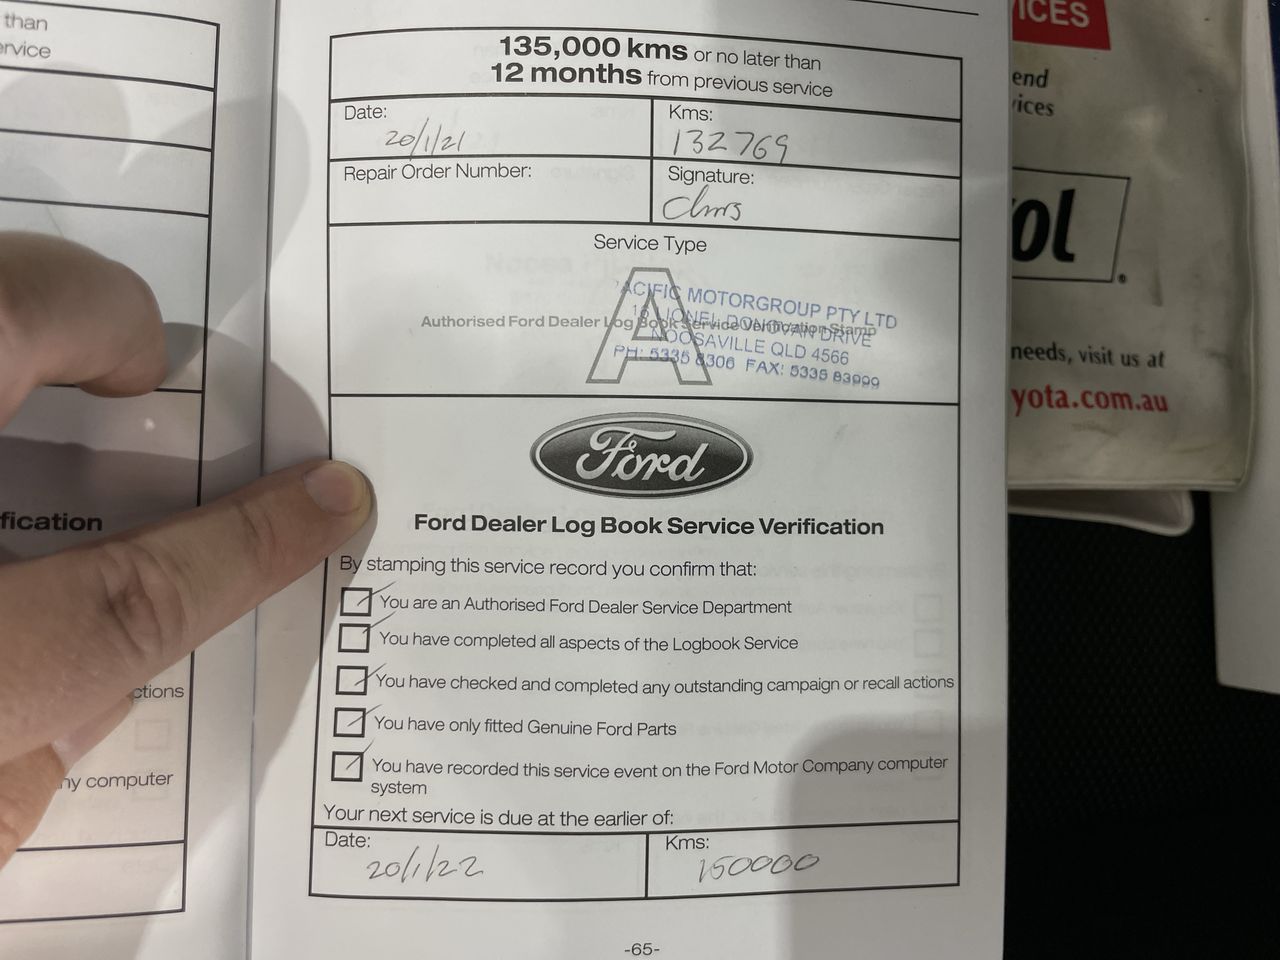 than
ervice
fication
ctions
ny computer
135,000 kms or no later than
12 months from previous service
Date:
20/1/21
Kms:
132769
Repair Order Number:
Signature:
Chris
Service Type
A
Authorised Ford Dealer Log Book Service Verification Stamp
ACIFIC MOTORGROUP PTY LTD
16 LIONEL DONOVAN DRIVE
NOOSAVILLE QLD 4566
PH: 5335 8306 FAX: 5335 83999
Ford
Ford Dealer Log Book Service Verification
By stamping this service record you confirm that:
You are an Authorised Ford Dealer Service Department
You have completed all aspects of the Logbook Service
You have checked and completed any outstanding campaign or recall actions
You have only fitted Genuine Ford Parts
You have recorded this service event on the Ford Motor Company computer
system
Your next service is due at the earlier of:
Date:
20/1/22
Kms:
150000
-65-
ICES
end
ices
ol
needs, visit us at
yota.com.au